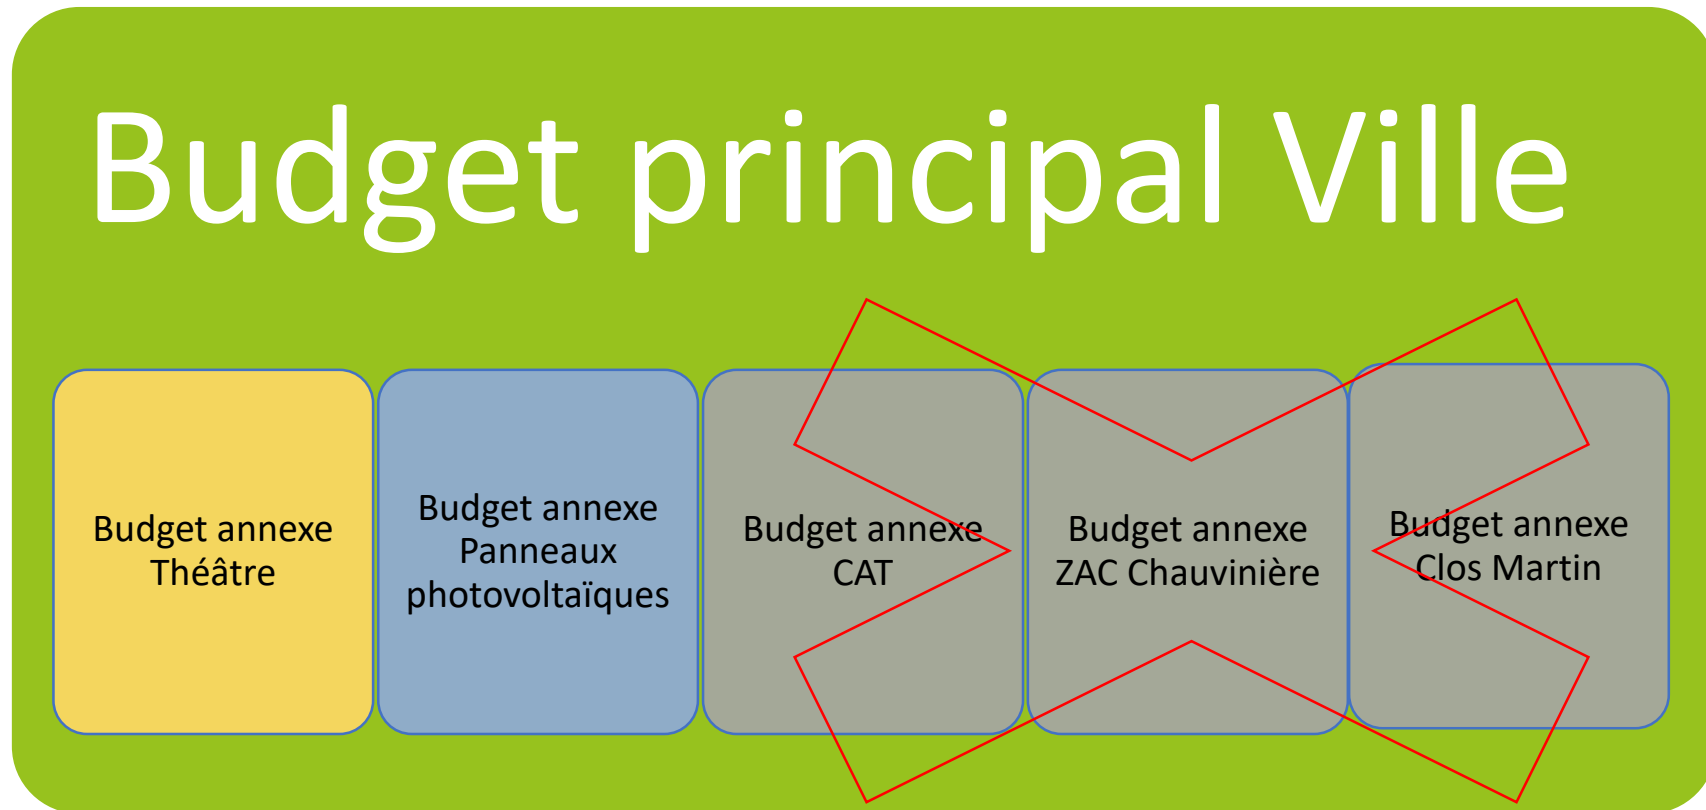 Budget principal Ville
Budget annexe
Théâtre
Budget annexe
Panneaux
photovoltaïques
Budget annexe
CAT
Budget annexe
ZAC Chauvinière
Budget annexe
Clos Martin